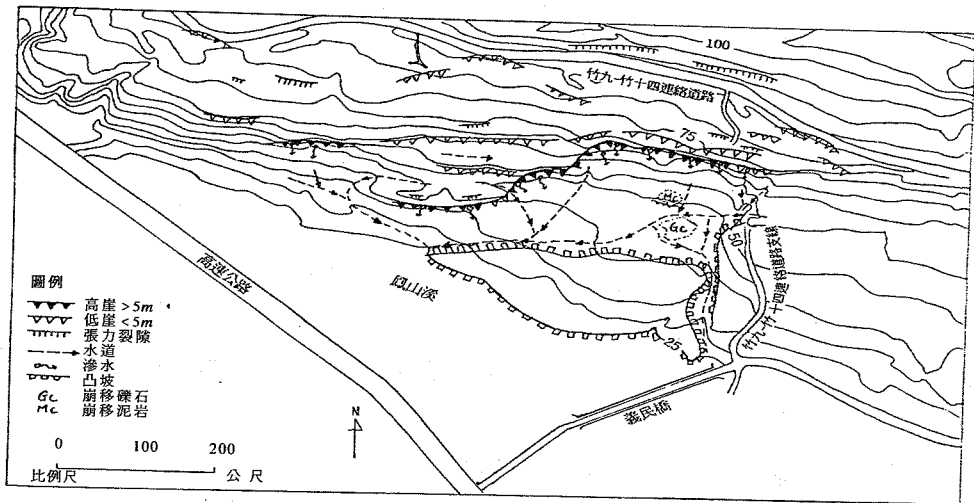 100
竹九-竹十四連絡道路
75
Mc
Gc
50
竹九-竹十四連絡道路支線
高速公路
鳳山溪
25
義民橋
圖例
高崖>5m
低崖<5m
張力裂隙
水道
滲水
凸坡
Gc 崩移礫石
Mc 崩移泥岩
N
0 100 200
比例尺 公尺